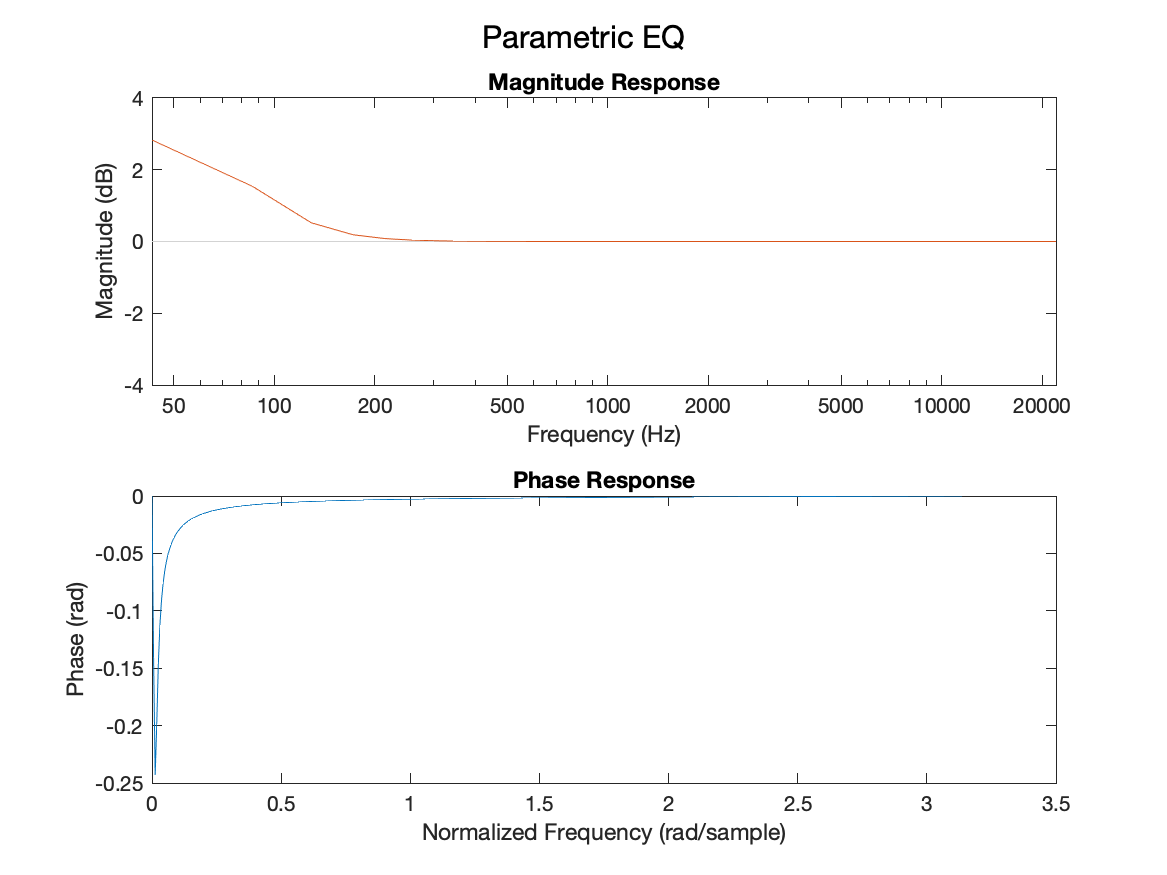 Parametric EQ
Magnitude Response
4
2
0
-2
-4
Magnitude (dB)
50 100 200 500 1000 2000 5000 10000 20000
Frequency (Hz)
Phase Response
0
-0.05
-0.1
-0.15
-0.2
-0.25
Phase (rad)
0 0.5 1 1.5 2 2.5 3 3.5
Normalized Frequency (rad/sample)